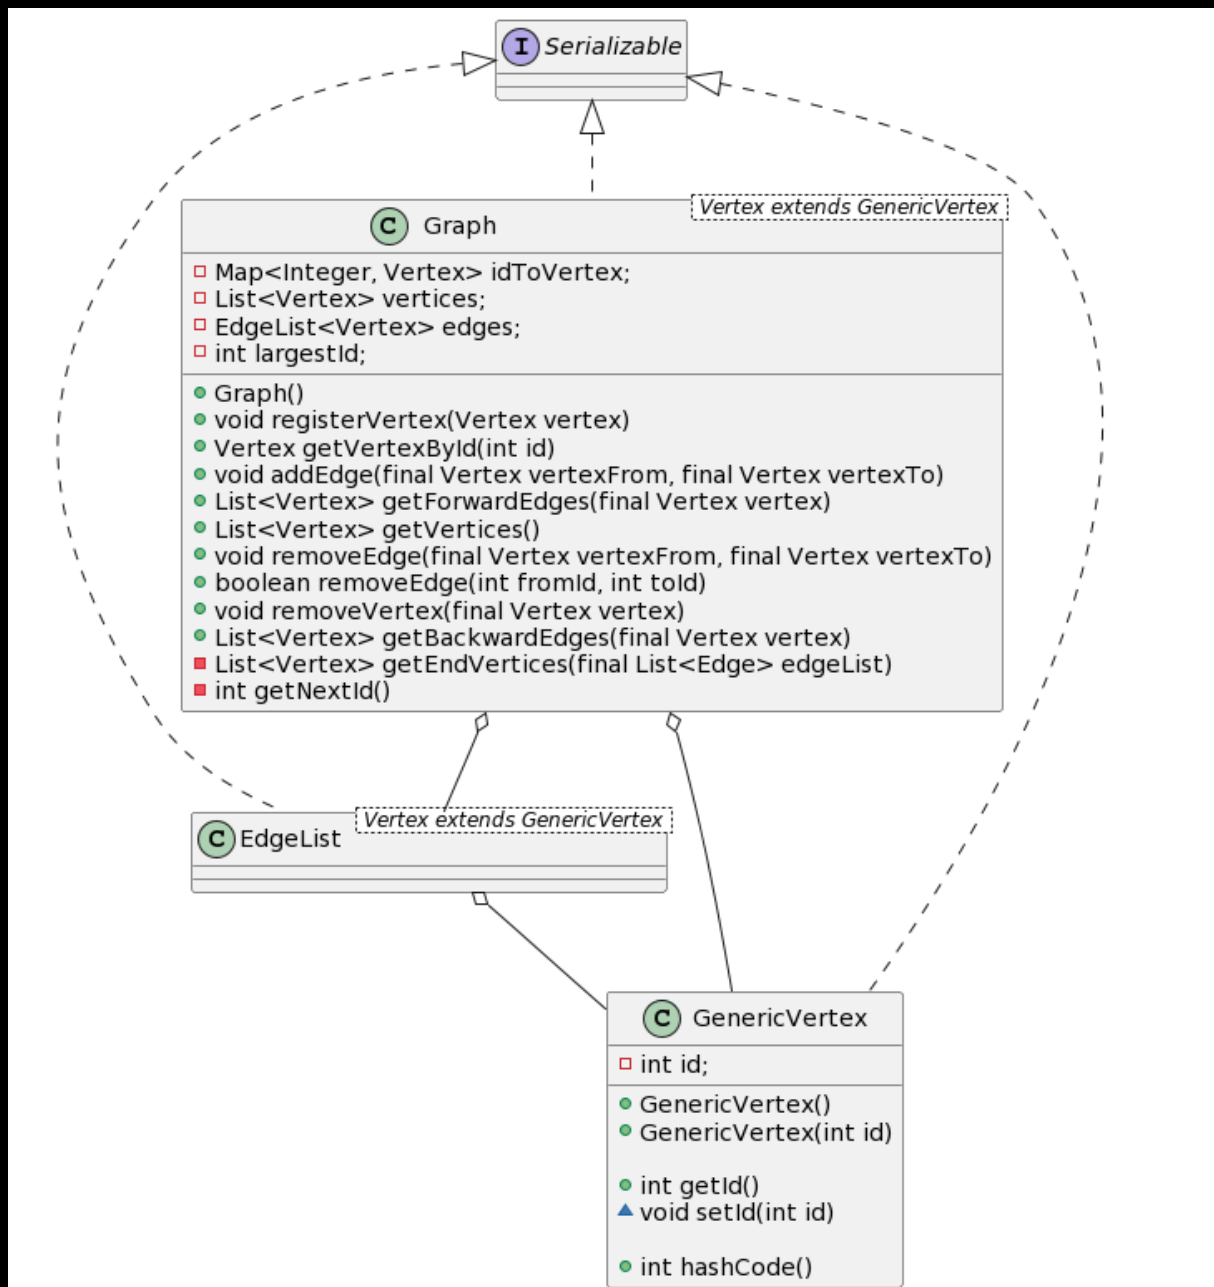 I Serializable
Vertex extends GenericVertex
C Graph
Map<Integer, Vertex> idToVertex;
List<Vertex> vertices;
EdgeList<Vertex> edges;
int largestId;
Graph()
void registerVertex(Vertex vertex)
Vertex getVertexById(int id)
void addEdge(final Vertex vertexFrom, final Vertex vertexTo)
List<Vertex> getForwardEdges(final Vertex vertex)
List<Vertex> getVertices()
void removeEdge(final Vertex vertexFrom, final Vertex vertexTo)
boolean removeEdge(int fromId, int toId)
void removeVertex(final Vertex vertex)
List<Vertex> getBackwardEdges(final Vertex vertex)
List<Vertex> getEndVertices(final List<Edge> edgeList)
int getNextId()
Vertex extends GenericVertex
C EdgeList
C GenericVertex
int id;
GenericVertex()
GenericVertex(int id)
int getId()
void setId(int id)
int hashCode()